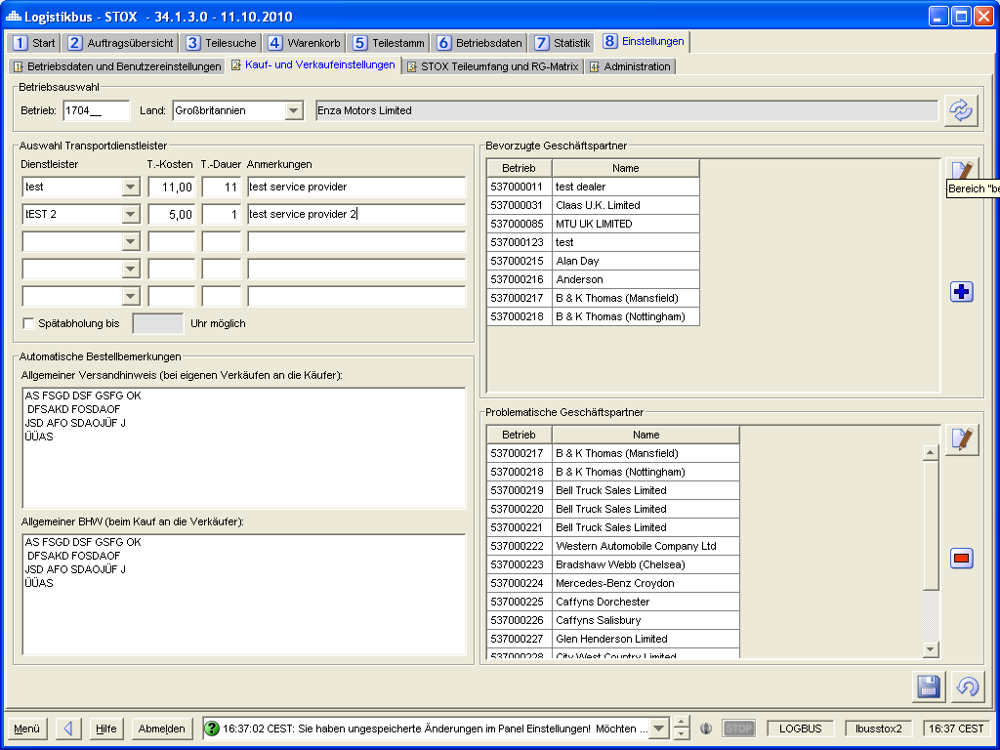 Logistikbus - STOX - 34.1.3.0 - 11.10.2010
1 Start 2 Auftragsübersicht 3 Teilesuche 4 Warenkorb 5 Teilestamm 6 Betriebsdaten 7 Statistik 8 Einstellungen
1 Betriebsdaten und Benutzereinstellungen 2 Kauf- und Verkaufeinstellungen 3 STOX Teileumfang und RG-Matrix 4 Administration
Betriebsauswahl
Betrieb: 1704__ Land: Großbritannien Enza Motors Limited
Auswahl Transportdienstleister
Dienstleister T.-Kosten T.-Dauer Anmerkungen
test 11,00 11 test service provider
tEST 2 5,00 1 test service provider 2
Spätabholung bis Uhr möglich
Automatische Bestellbemerkungen
Allgemeiner Versandhinweis (bei eigenen Verkäufen an die Käufer):
AS FSGD DSF GSFG OK
DFSAKD FOSDAOF
JSD AFO SDAOJÜF J
ÜÜAS
Allgemeiner BHW (beim Kauf an die Verkäufer):
AS FSGD DSF GSFG OK
DFSAKD FOSDAOF
JSD AFO SDAOJÜF J
ÜÜAS
Bevorzugte Geschäftspartner
Betrieb Name
537000011 test dealer
537000031 Claas U.K. Limited
537000085 MTU UK LIMITED
537000123 test
537000215 Alan Day
537000216 Anderson
537000217 B & K Thomas (Mansfield)
537000218 B & K Thomas (Nottingham)
Bereich "be
Problematische Geschäftspartner
Betrieb Name
537000217 B & K Thomas (Mansfield)
537000218 B & K Thomas (Nottingham)
537000219 Bell Truck Sales Limited
537000220 Bell Truck Sales Limited
537000221 Bell Truck Sales Limited
537000222 Western Automobile Company Ltd
537000223 Bradshaw Webb (Chelsea)
537000224 Mercedes-Benz Croydon
537000225 Caffyns Dorchester
537000226 Caffyns Salisbury
537000227 Glen Henderson Limited
537000228 City West Country Limited
Menü Hilfe Abmelden 16:37:02 CEST: Sie haben ungespeicherte Änderungen im Panel Einstellungen! Möchten ... STOP LOGBUS lbusstox2 16:37 CEST